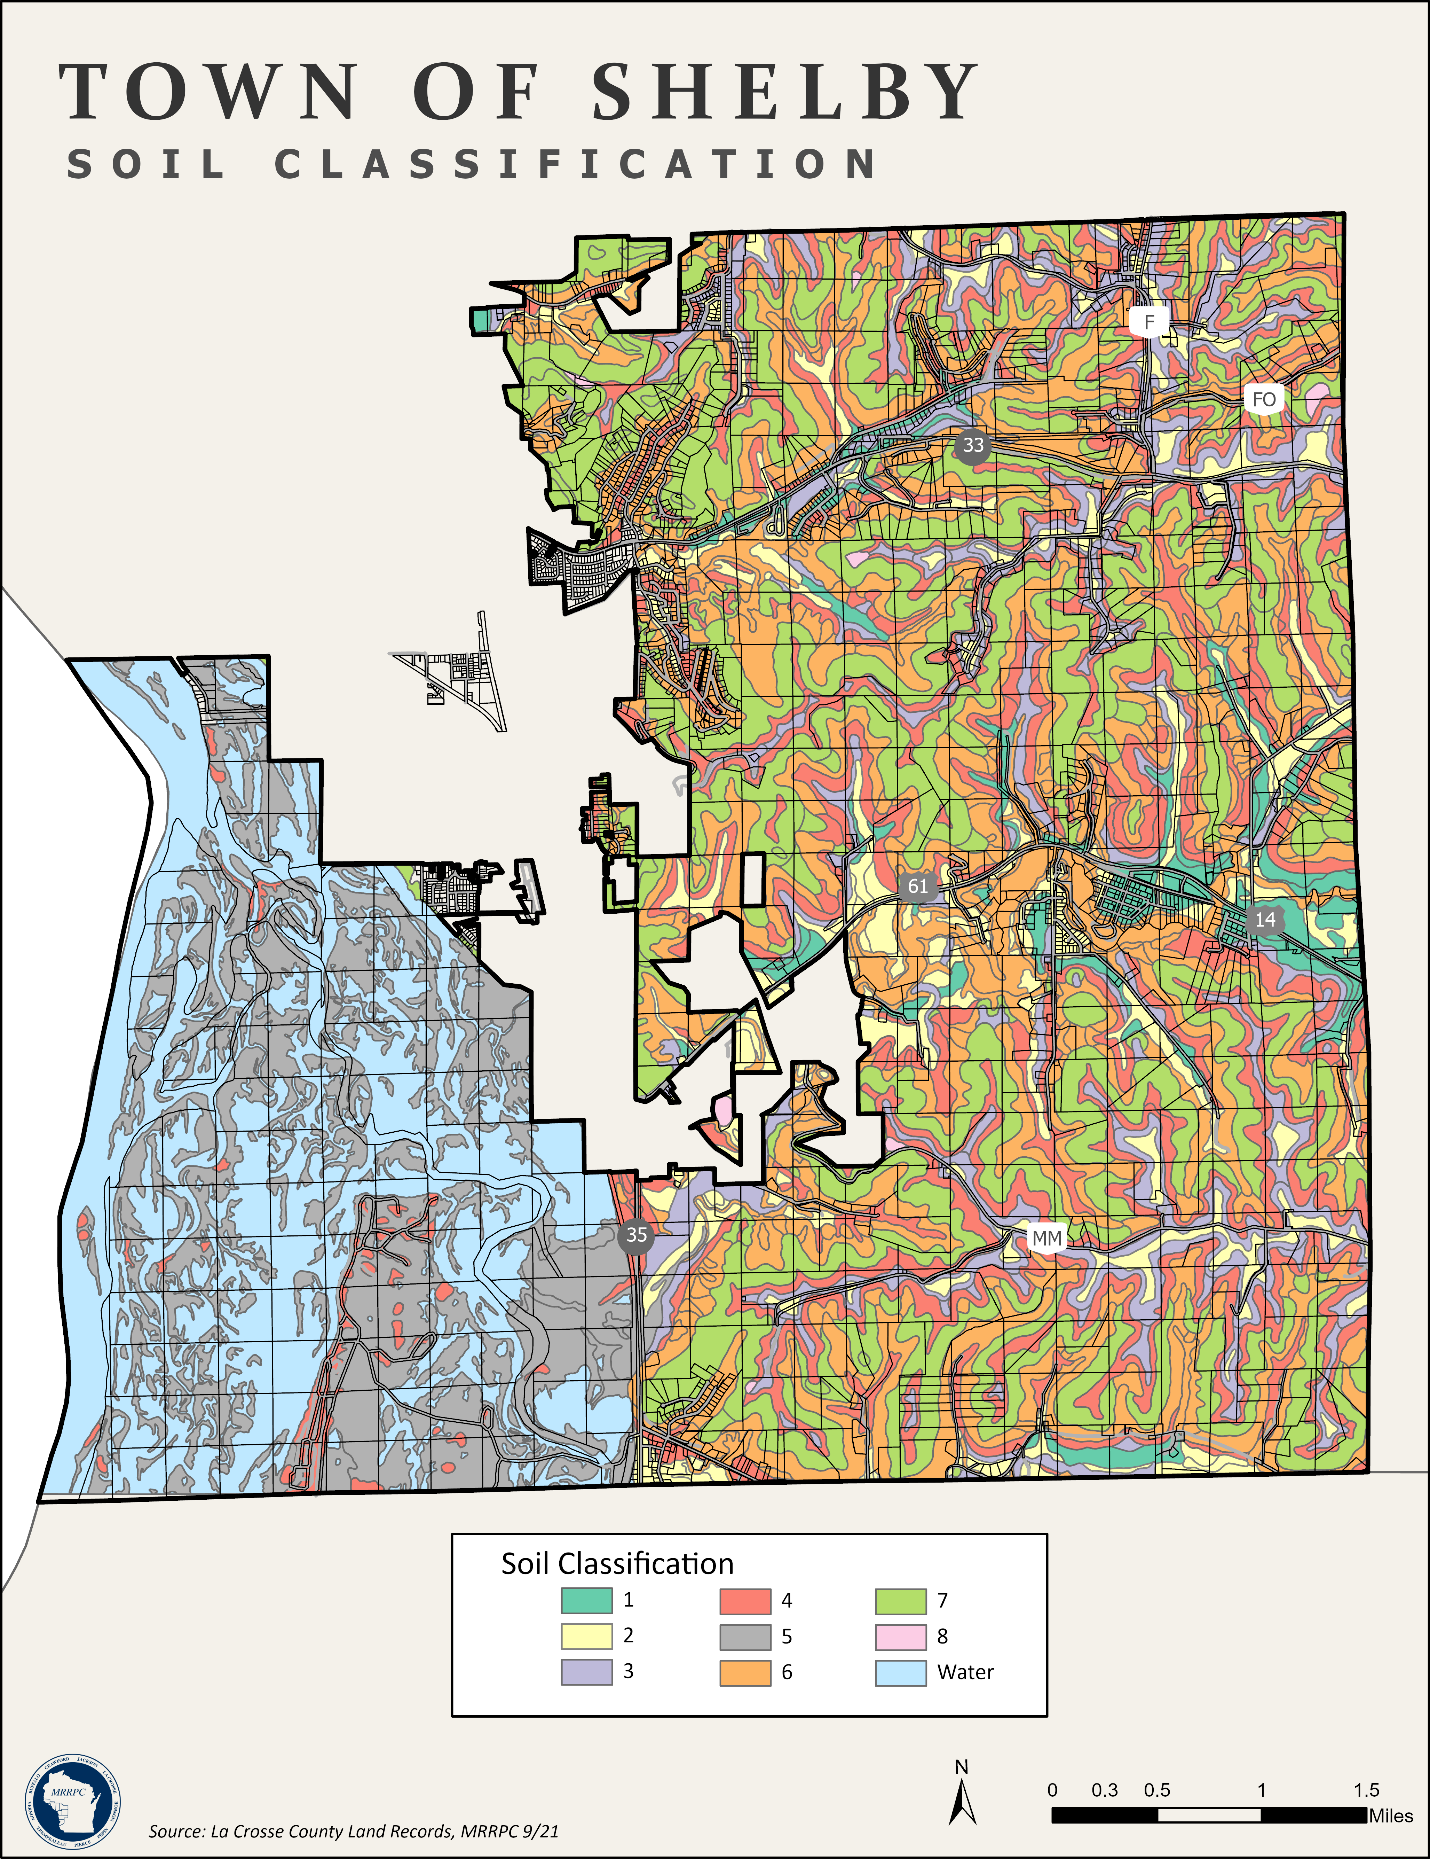 TOWN OF SHELBY
SOIL CLASSIFICATION
F
FO
33
61
14
35
MM
Soil Classification
1
4
7
2
5
8
3
6
Water
MRRPC
Source: La Crosse County Land Records, MRRPC 9/21
N
0 0.3 0.5 1 1.5
Miles